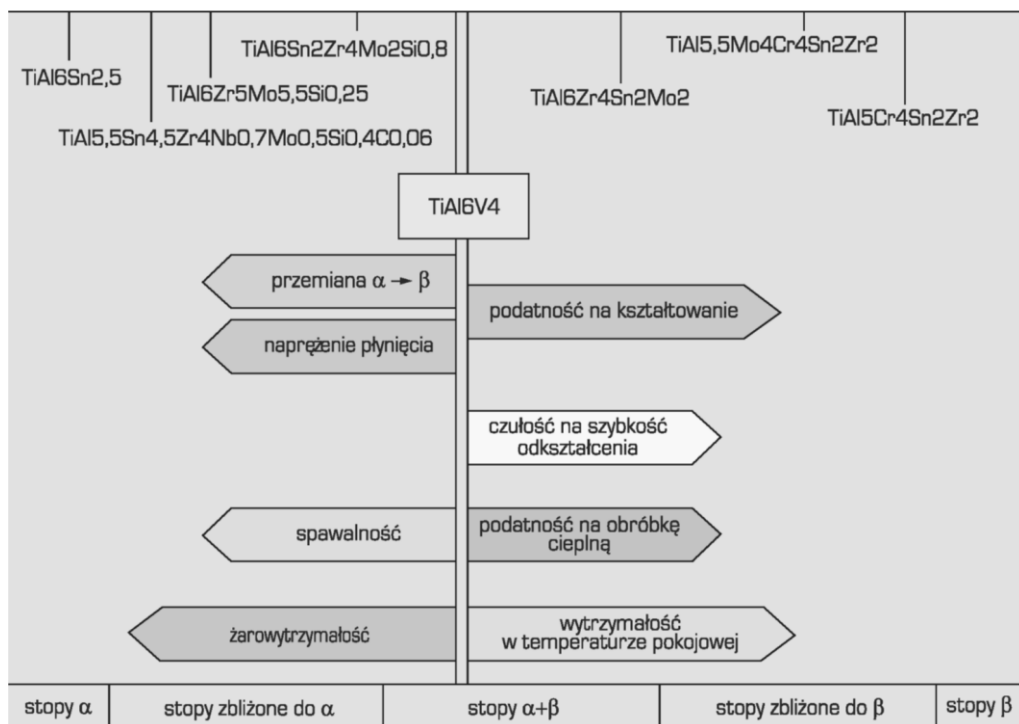 TiAl6Sn2Zr4Mo2Si0,8
TiAl5,5Mo4Cr4Sn2Zr2
TiAl6Sn2,5
TiAl6Zr5Mo5,5Si0,25
TiAl6Zr4Sn2Mo2
TiAl5Cr4Sn2Zr2
TiAl5,5Sn4,5Zr4Nb0,7Mo0,5Si0,4C0,06
TiAl6V4
przemiana α → β
podatność na kształtowanie
naprężenie płynięcia
czułość na szybkość
odkształcenia
spawalność
podatność na obróbkę
cieplną
żarowytrzymałość
wytrzymałość
w temperaturze pokojowej
stopy α
stopy zbliżone do α
stopy α+β
stopy zbliżone do β
stopy β